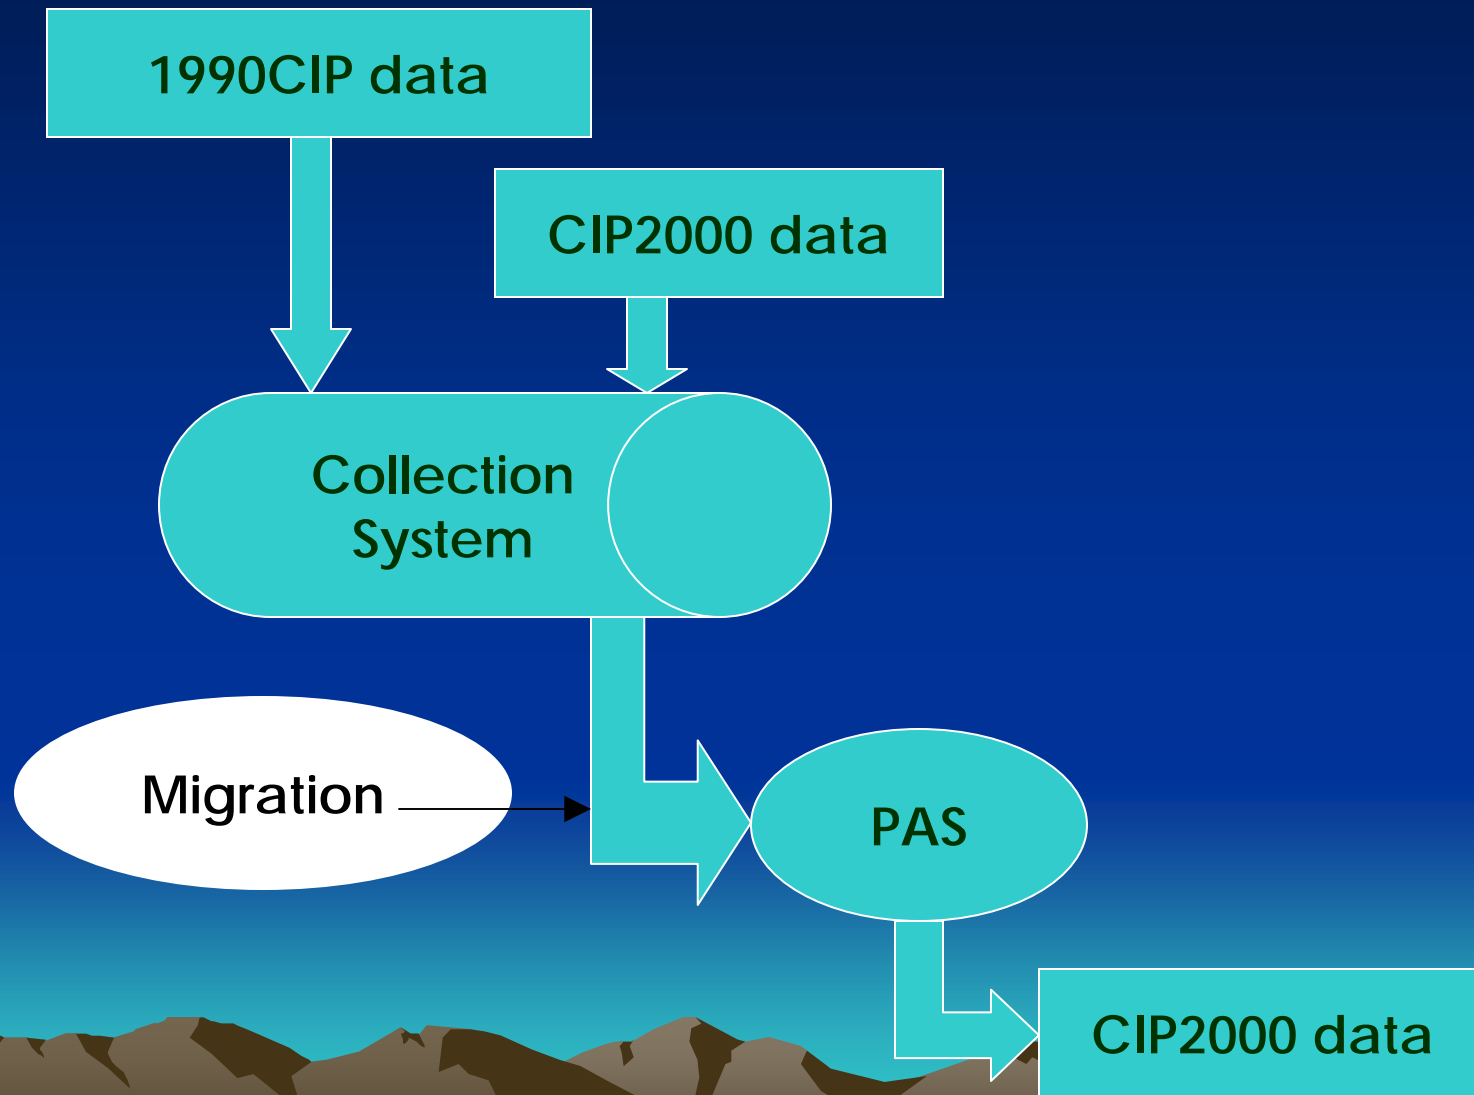 1990CIP data
CIP2000 data
Collection
System
Migration
PAS
CIP2000 data